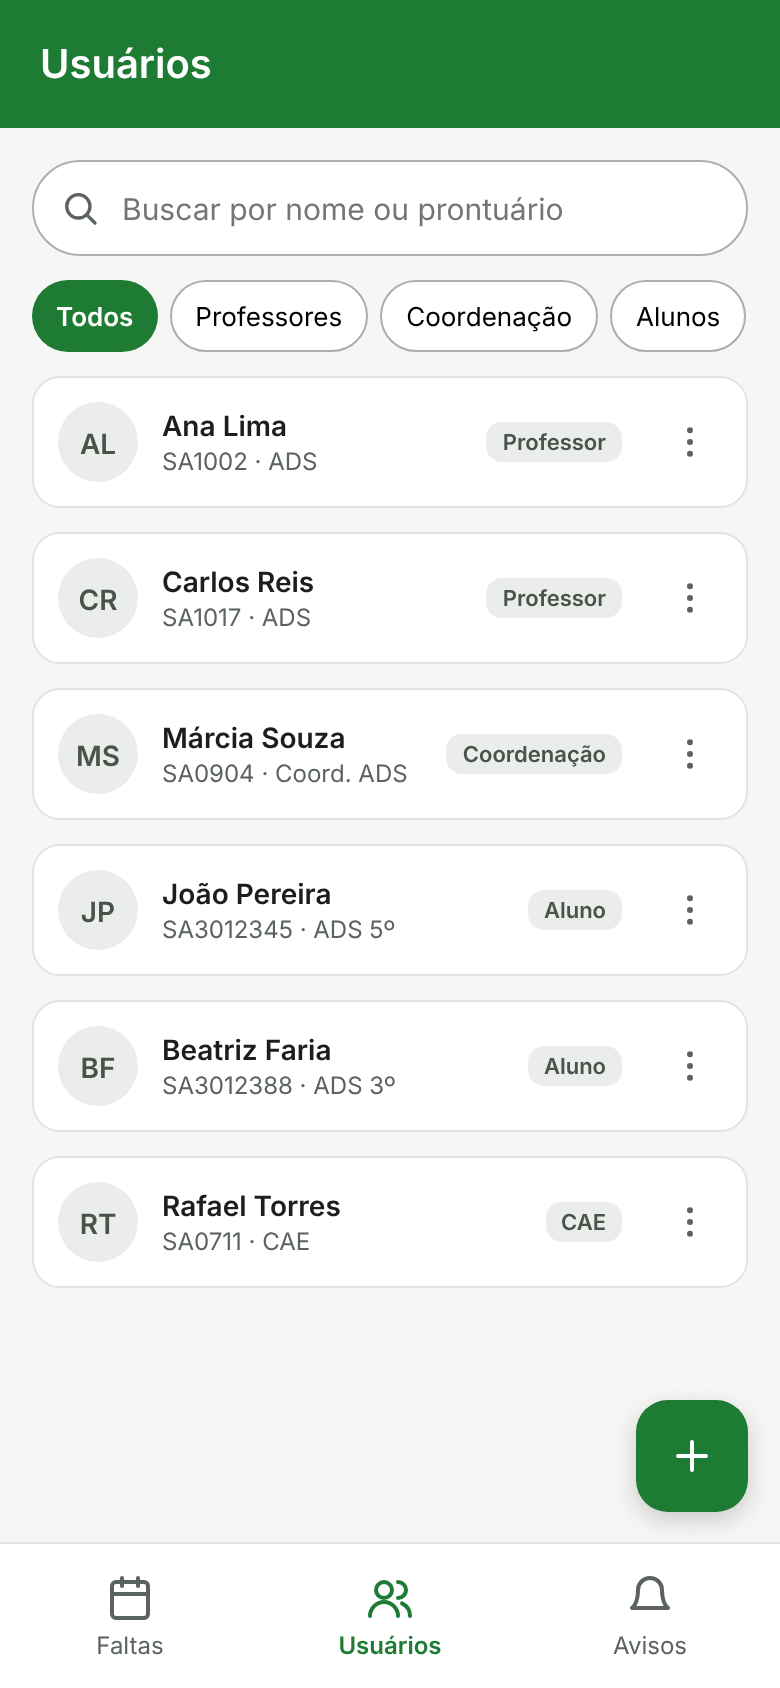 Usuários
Buscar por nome ou prontuário
Todos
Professores
Coordenação
Alunos
AL
Ana Lima
SA1002 · ADS
Professor
CR
Carlos Reis
SA1017 · ADS
Professor
MS
Márcia Souza
SA0904 · Coord. ADS
Coordenação
JP
João Pereira
SA3012345 · ADS 5º
Aluno
BF
Beatriz Faria
SA3012388 · ADS 3º
Aluno
RT
Rafael Torres
SA0711 · CAE
CAE
Faltas
Usuários
Avisos